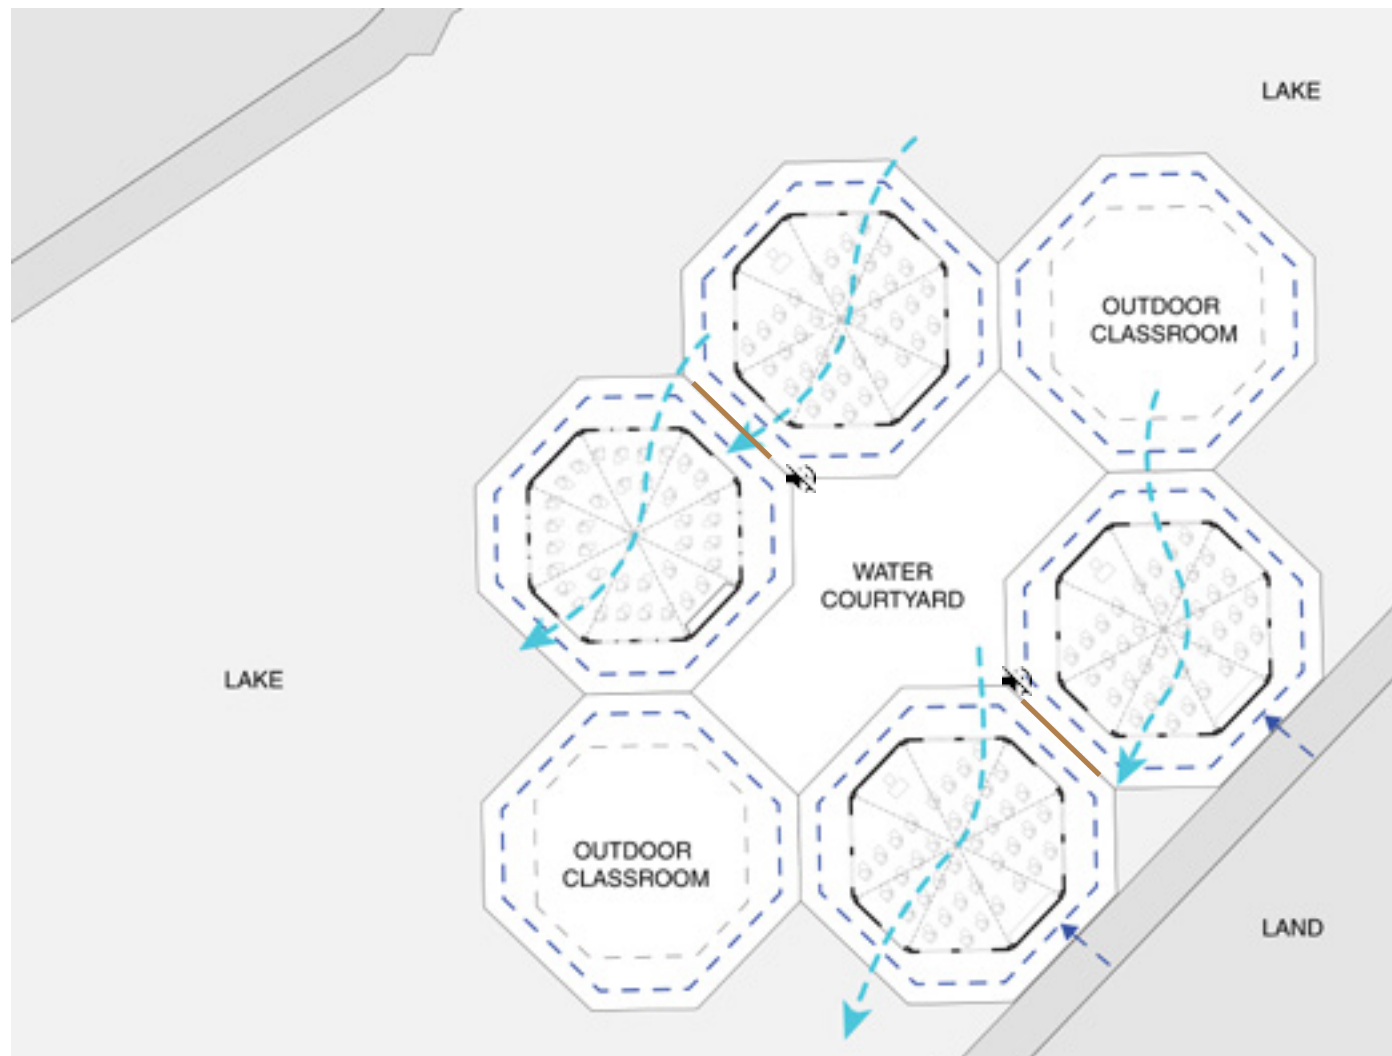 LAKE
OUTDOOR
CLASSROOM
WATER
COURTYARD
LAKE
OUTDOOR
CLASSROOM
LAND